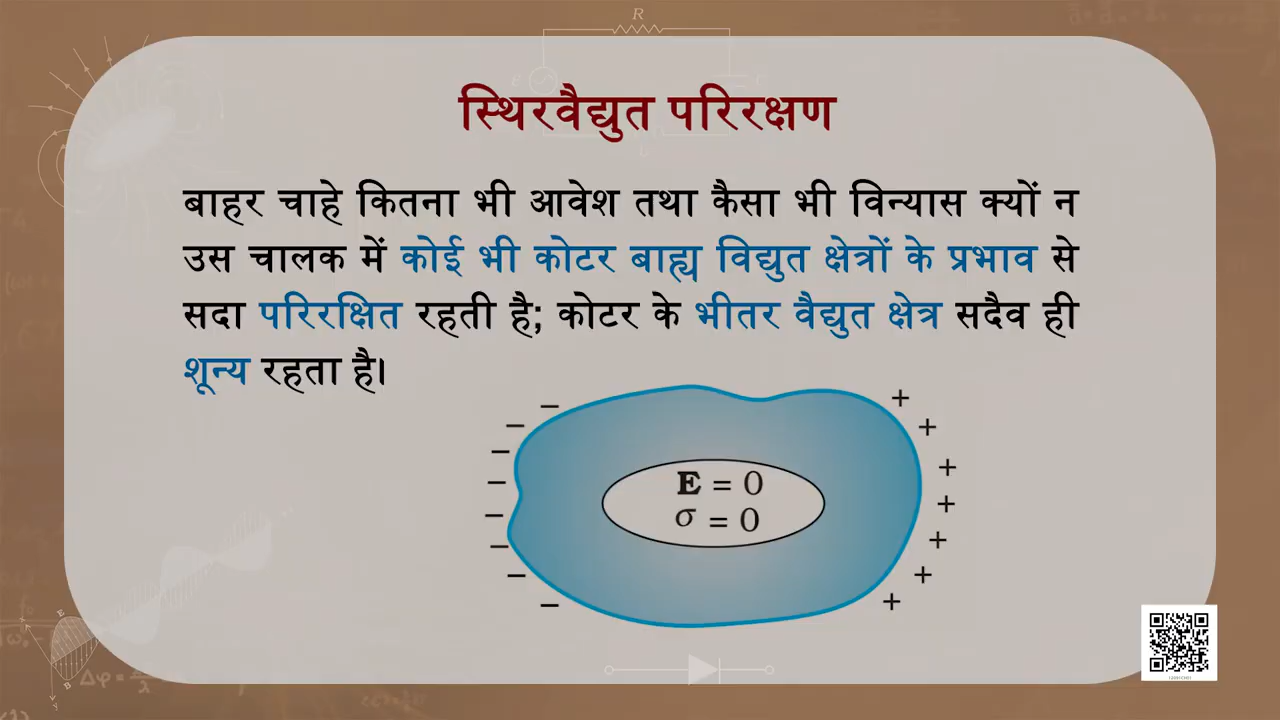 R
स्थिरवैद्युत परिरक्षण
बाहर चाहे कितना भी आवेश तथा कैसा भी विन्यास क्यों न
उस चालक में कोई भी कोटर बाह्य विद्युत क्षेत्रों के प्रभाव से
सदा परिरक्षित रहती है; कोटर के भीतर वैद्युत क्षेत्र सदैव ही
शून्य रहता है।
− +
− +
− +
− E = 0 +
− σ = 0 +
− +
− +
− 
E
B
Δφ =